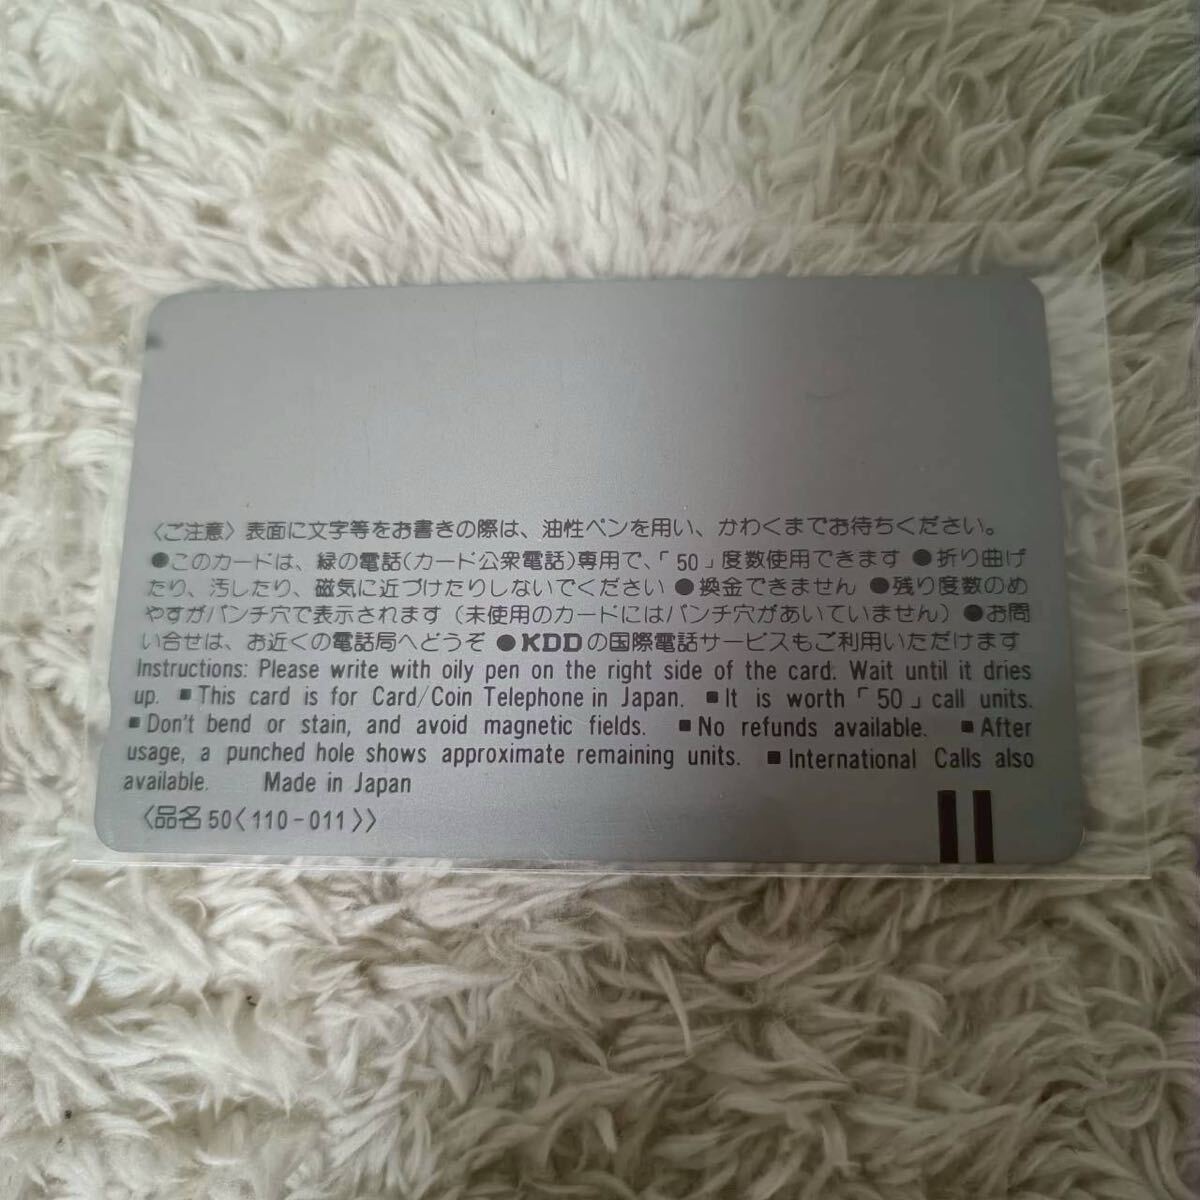 〈ご注意〉表面に文字等をお書きの際は、油性ペンを用い、かわくまでお待ちください。
●このカードは、緑の電話(カード公衆電話)専用で、「50」度数使用できます ●折り曲げ
たり、汚したり、磁気に近づけたりしないでください ●換金できません ●残り度数のめ
やすがパンチ穴で表示されます(未使用のカードにはパンチ穴があいていません) ●お問
い合せは、お近くの電話局へどうぞ ●KDDの国際電話サービスもご利用いただけます
Instructions: Please write with oily pen on the right side of the card. Wait until it dries
up. ■This card is for Card/Coin Telephone in Japan. ■It is worth「50」call units.
■Don't bend or stain, and avoid magnetic fields. ■No refunds available. ■After
usage, a punched hole shows approximate remaining units. ■International Calls also
available. Made in Japan
〈品名50〈110-011〉〉